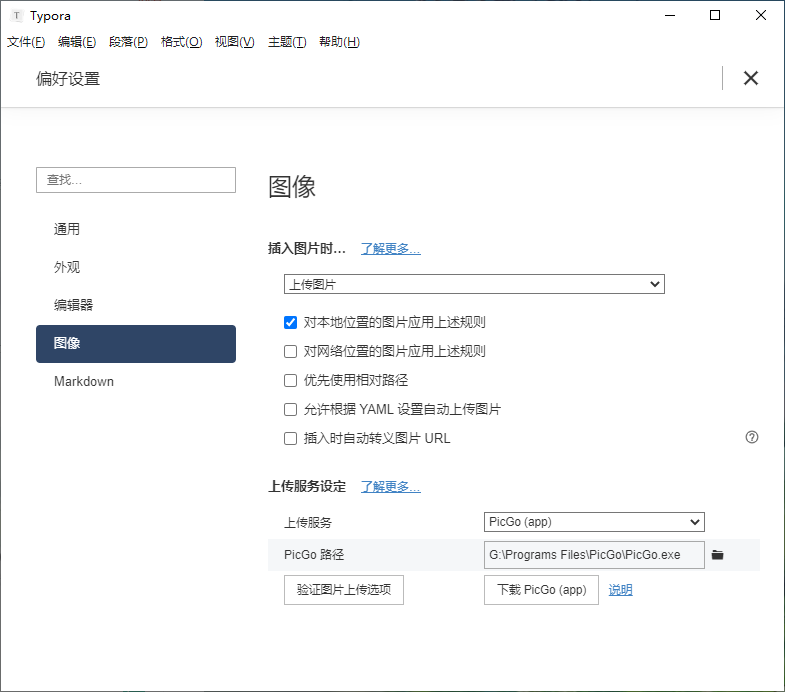 Typora
文件(F) 编辑(E) 段落(P) 格式(O) 视图(V) 主题(T) 帮助(H)
偏好设置
查找...
通用
外观
编辑器
图像
Markdown
图像
插入图片时... 了解更多...
上传图片
对本地位置的图片应用上述规则
对网络位置的图片应用上述规则
优先使用相对路径
允许根据 YAML 设置自动上传图片
插入时自动转义图片 URL
上传服务设定 了解更多...
上传服务 PicGo (app)
PicGo 路径 G:\Programs Files\PicGo\PicGo.exe
验证图片上传选项 下载 PicGo (app) 说明